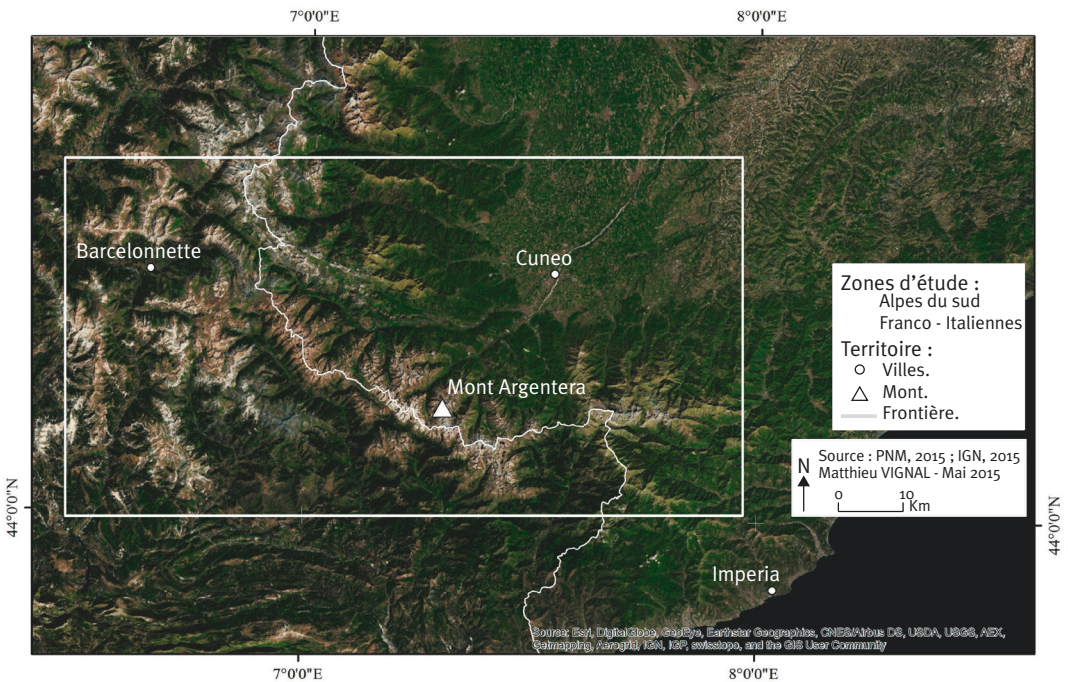 7°0'0"E
8°0'0"E
Barcelonnette
Cuneo
Mont Argentera
Zones d'étude :
Alpes du sud
Franco - Italiennes
Territoire :
Villes.
Mont.
Frontière.
N
Source : PNM, 2015 ; IGN, 2015
Matthieu VIGNAL - Mai 2015
0 10
Km
44°0'0"N
44°0'0"N
Imperia
Source: Esri, DigitalGlobe, GeoEye, Earthstar Geographics, CNES/Airbus DS, USDA, USGS, AEX,
Getmapping, Aerogrid, IGN, IGP, swisstopo, and the GIS User Community
7°0'0"E
8°0'0"E